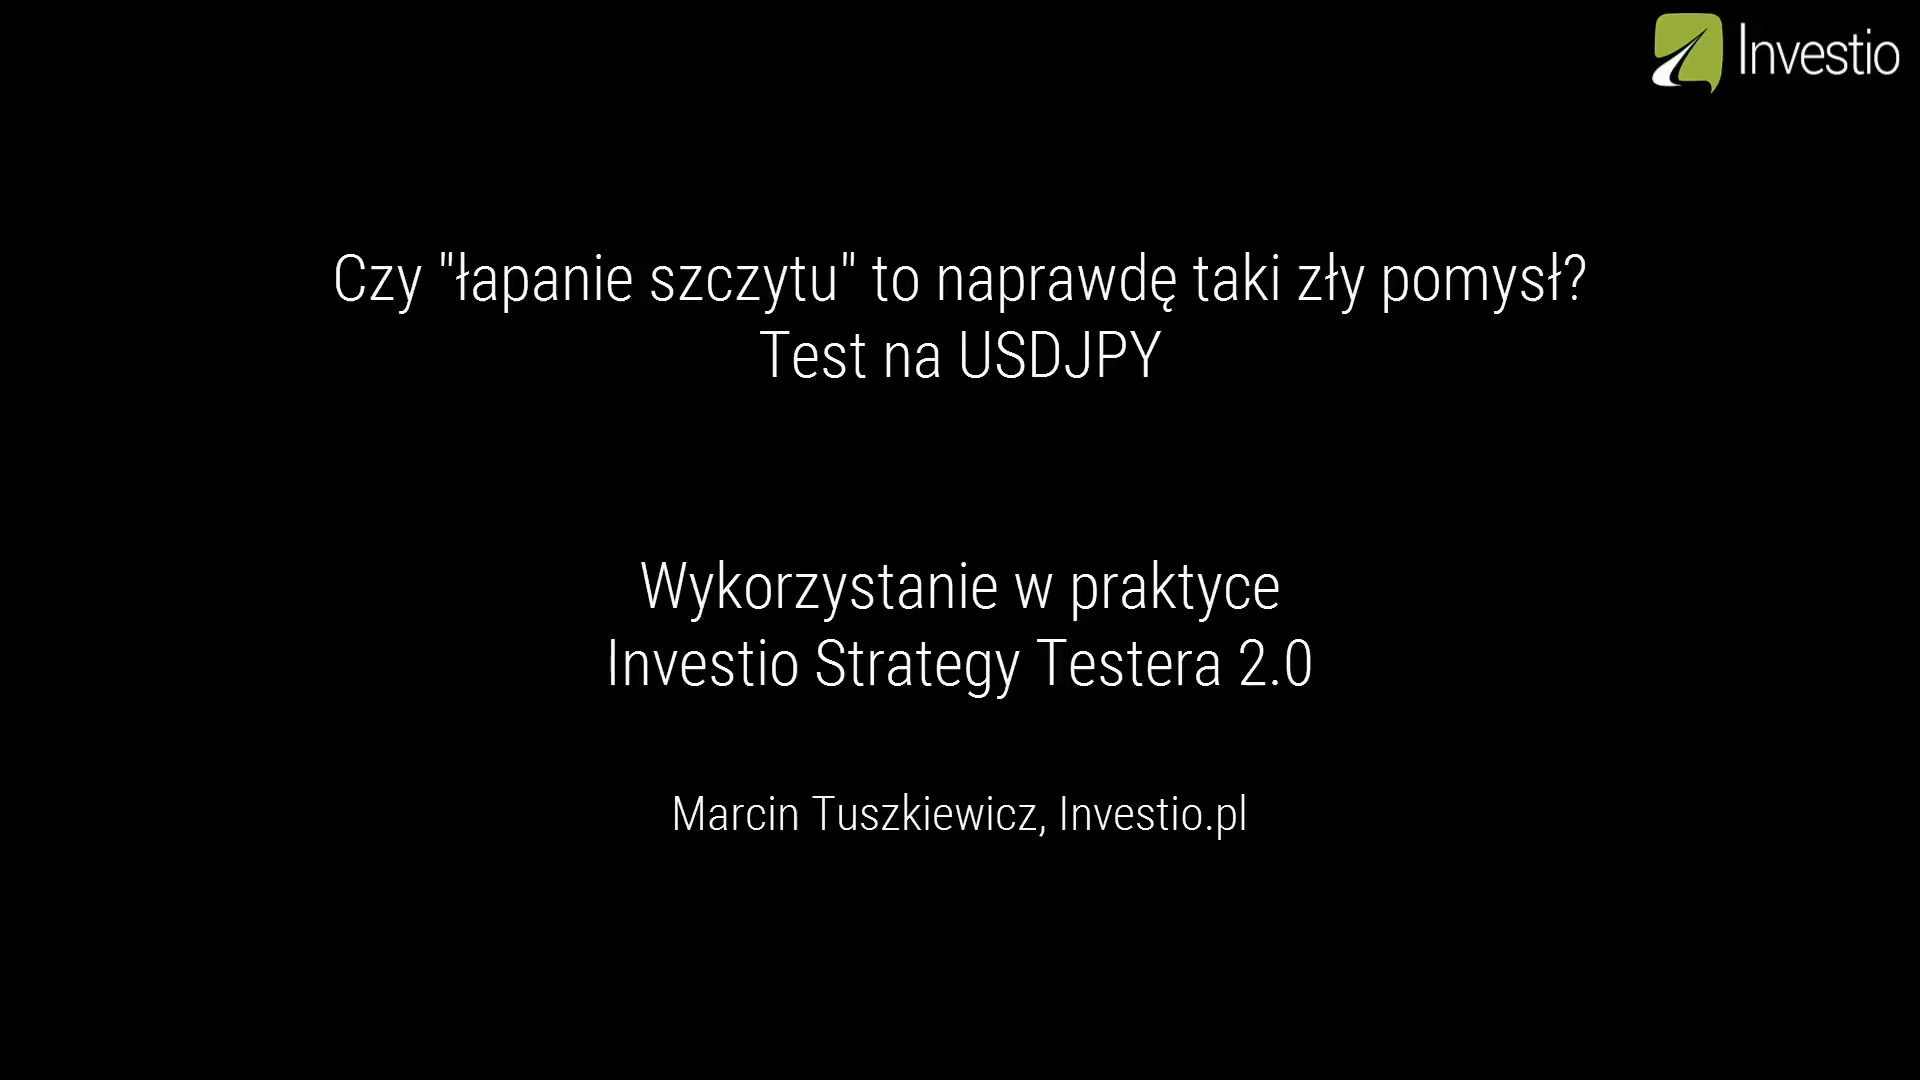 Investio
Czy "łapanie szczytu" to naprawdę taki zły pomysł?
Test na USDJPY
Wykorzystanie w praktyce
Investio Strategy Testera 2.0
Marcin Tuszkiewicz, Investio.pl